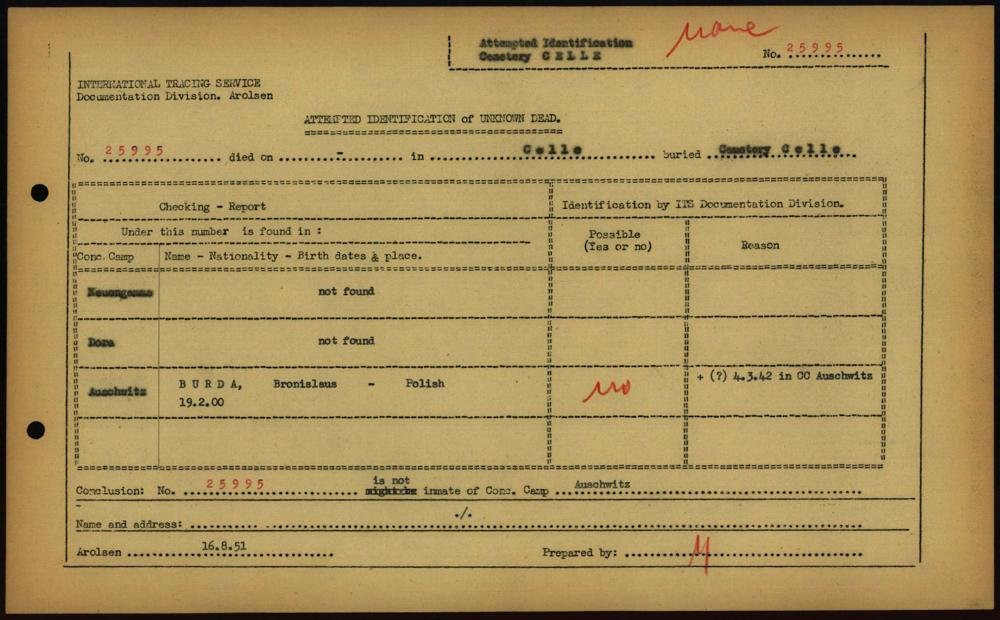 Attempted Identification
Cemetery CELLE
None
No. 25995
INTERNATIONAL TRACING SERVICE
Documentation Division. Arolsen
ATTEMPTED IDENTIFICATION of UNKNOWN DEAD.
No. 25995 died on - in Celle buried Cemetery Celle
Checking - Report
Identification by ITS Documentation Division.
Under this number is found in :
Possible
(Yes or no)
Reason
Conc. Camp Name - Nationality - Birth dates & place.
Neuengamme not found
Dora not found
Auschwitz BURDA, Bronislaus - Polish no + (?) 4.3.42 in CC Auschwitz
19.2.00
is not
Conclusion: No. 25995 might be inmate of Conc. Camp Auschwitz
Name and address: ./.
Arolsen 16.8.51 Prepared by: M